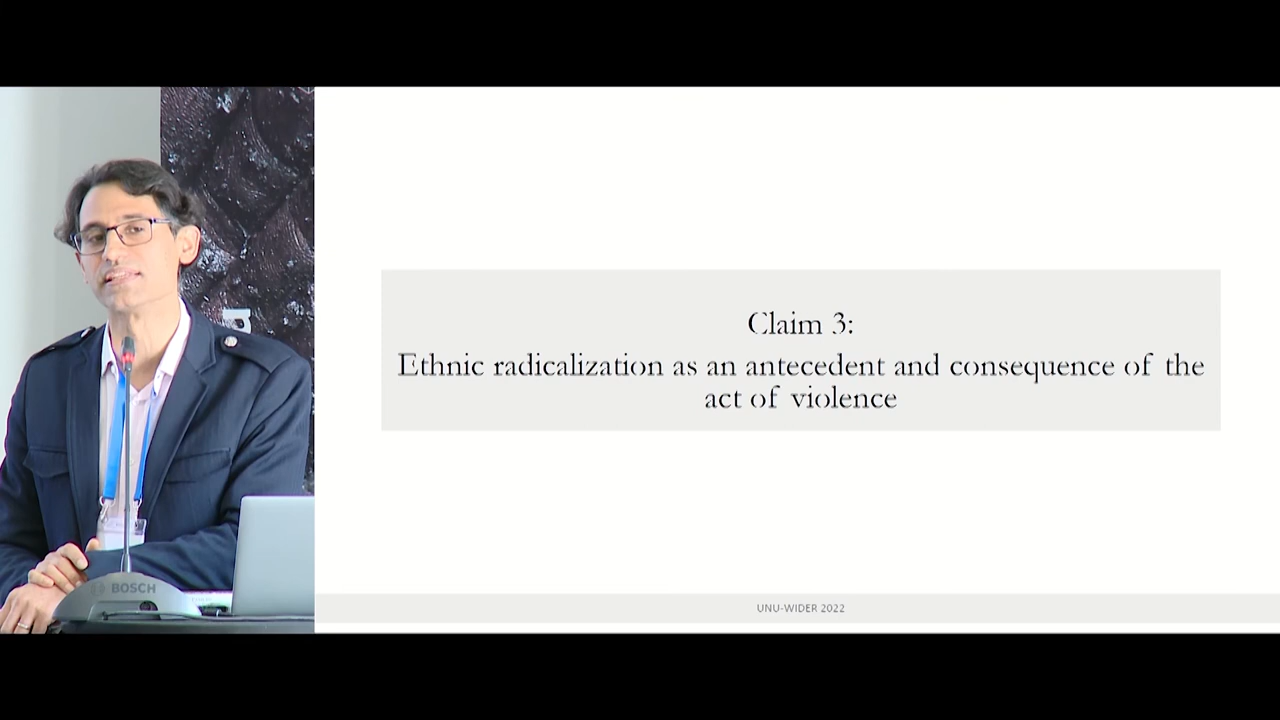 Claim 3:
Ethnic radicalization as an antecedent and consequence of the
act of violence
UNU-WIDER 2022
BOSCH